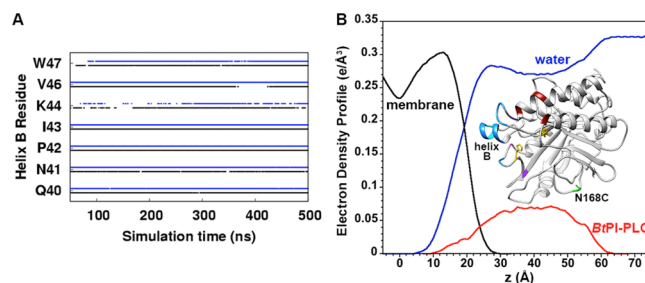 A
Helix B Residue
W47
V46
K44
I43
P42
N41
Q40
100
200
300
400
500
Simulation time (ns)
B
Electron Density Profile (e/Å³)
0.35
0.3
0.25
0.2
0.15
0.1
0.05
0
water
membrane
helix
B
N168C
BtPI-PLC
0
10
20
30
40
50
60
70
z (Å)